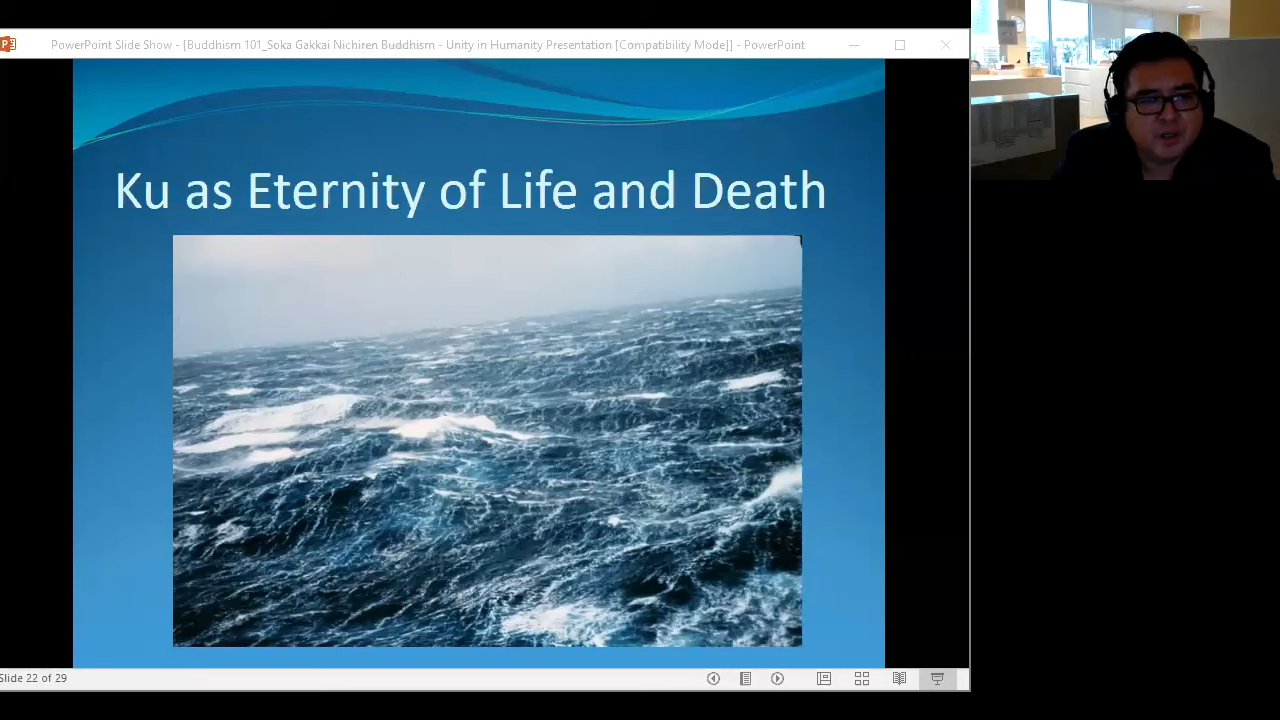 PowerPoint Slide Show - [Buddhism 101_Soka Gakkai Nichiren Buddhism - Unity in Humanity Presentation [Compatibility Mode]] - PowerPoint
Ku as Eternity of Life and Death
Slide 22 of 29